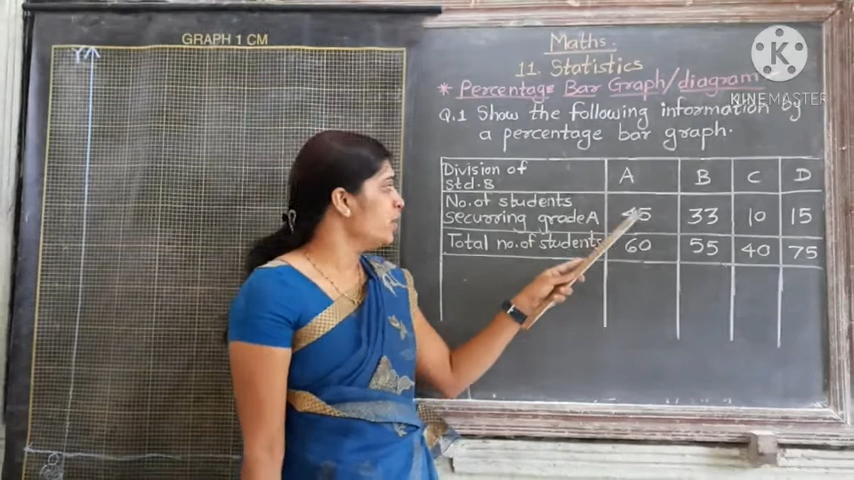 GRAPH 1 CM
Y
Maths.
11. Statistics
* Percentage Bar Graph/diagram
Q.1 Show the following information by
a percentage bar graph.
Division of std.8 A B C D
No. of students securring grade A 45 33 10 15
Total no. of students 60 55 40 75
K
KINEMASTER